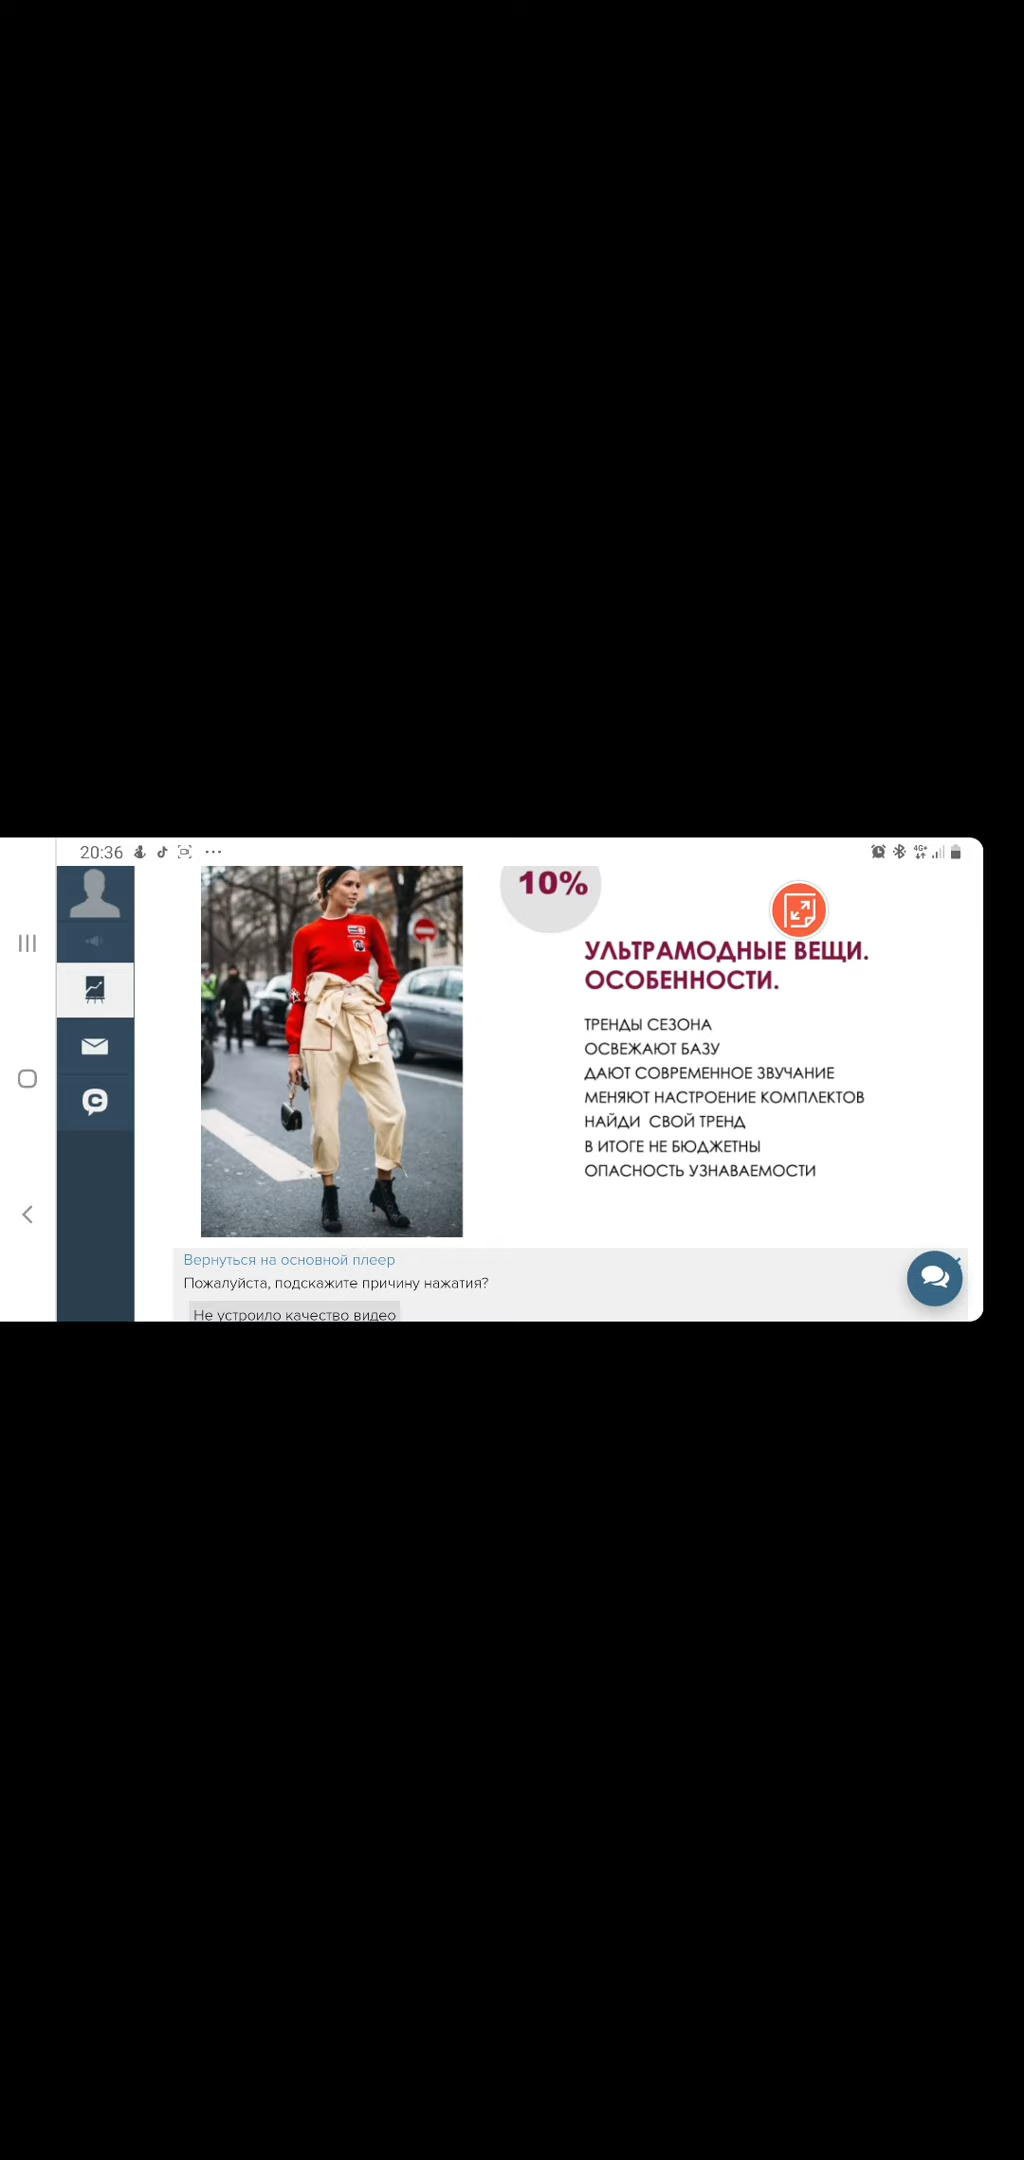 20:36
4G+
10%
УЛЬТРАМОДНЫЕ ВЕЩИ.
ОСОБЕННОСТИ.
ТРЕНДЫ СЕЗОНА
ОСВЕЖАЮТ БАЗУ
ДАЮТ СОВРЕМЕННОЕ ЗВУЧАНИЕ
МЕНЯЮТ НАСТРОЕНИЕ КОМПЛЕКТОВ
НАЙДИ СВОЙ ТРЕНД
В ИТОГЕ НЕ БЮДЖЕТНЫ
ОПАСНОСТЬ УЗНАВАЕМОСТИ
Вернуться на основной плеер
Пожалуйста, подскажите причину нажатия?
Не устроило качество видео